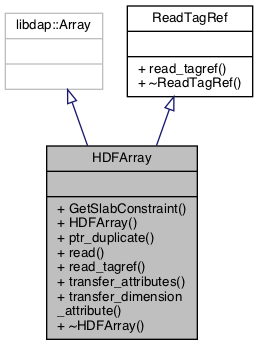 libdap::Array
ReadTagRef
+ read_tagref()
+ ~ReadTagRef()
HDFArray
+ GetSlabConstraint()
+ HDFArray()
+ ptr_duplicate()
+ read()
+ read_tagref()
+ transfer_attributes()
+ transfer_dimension
_attribute()
+ ~HDFArray()